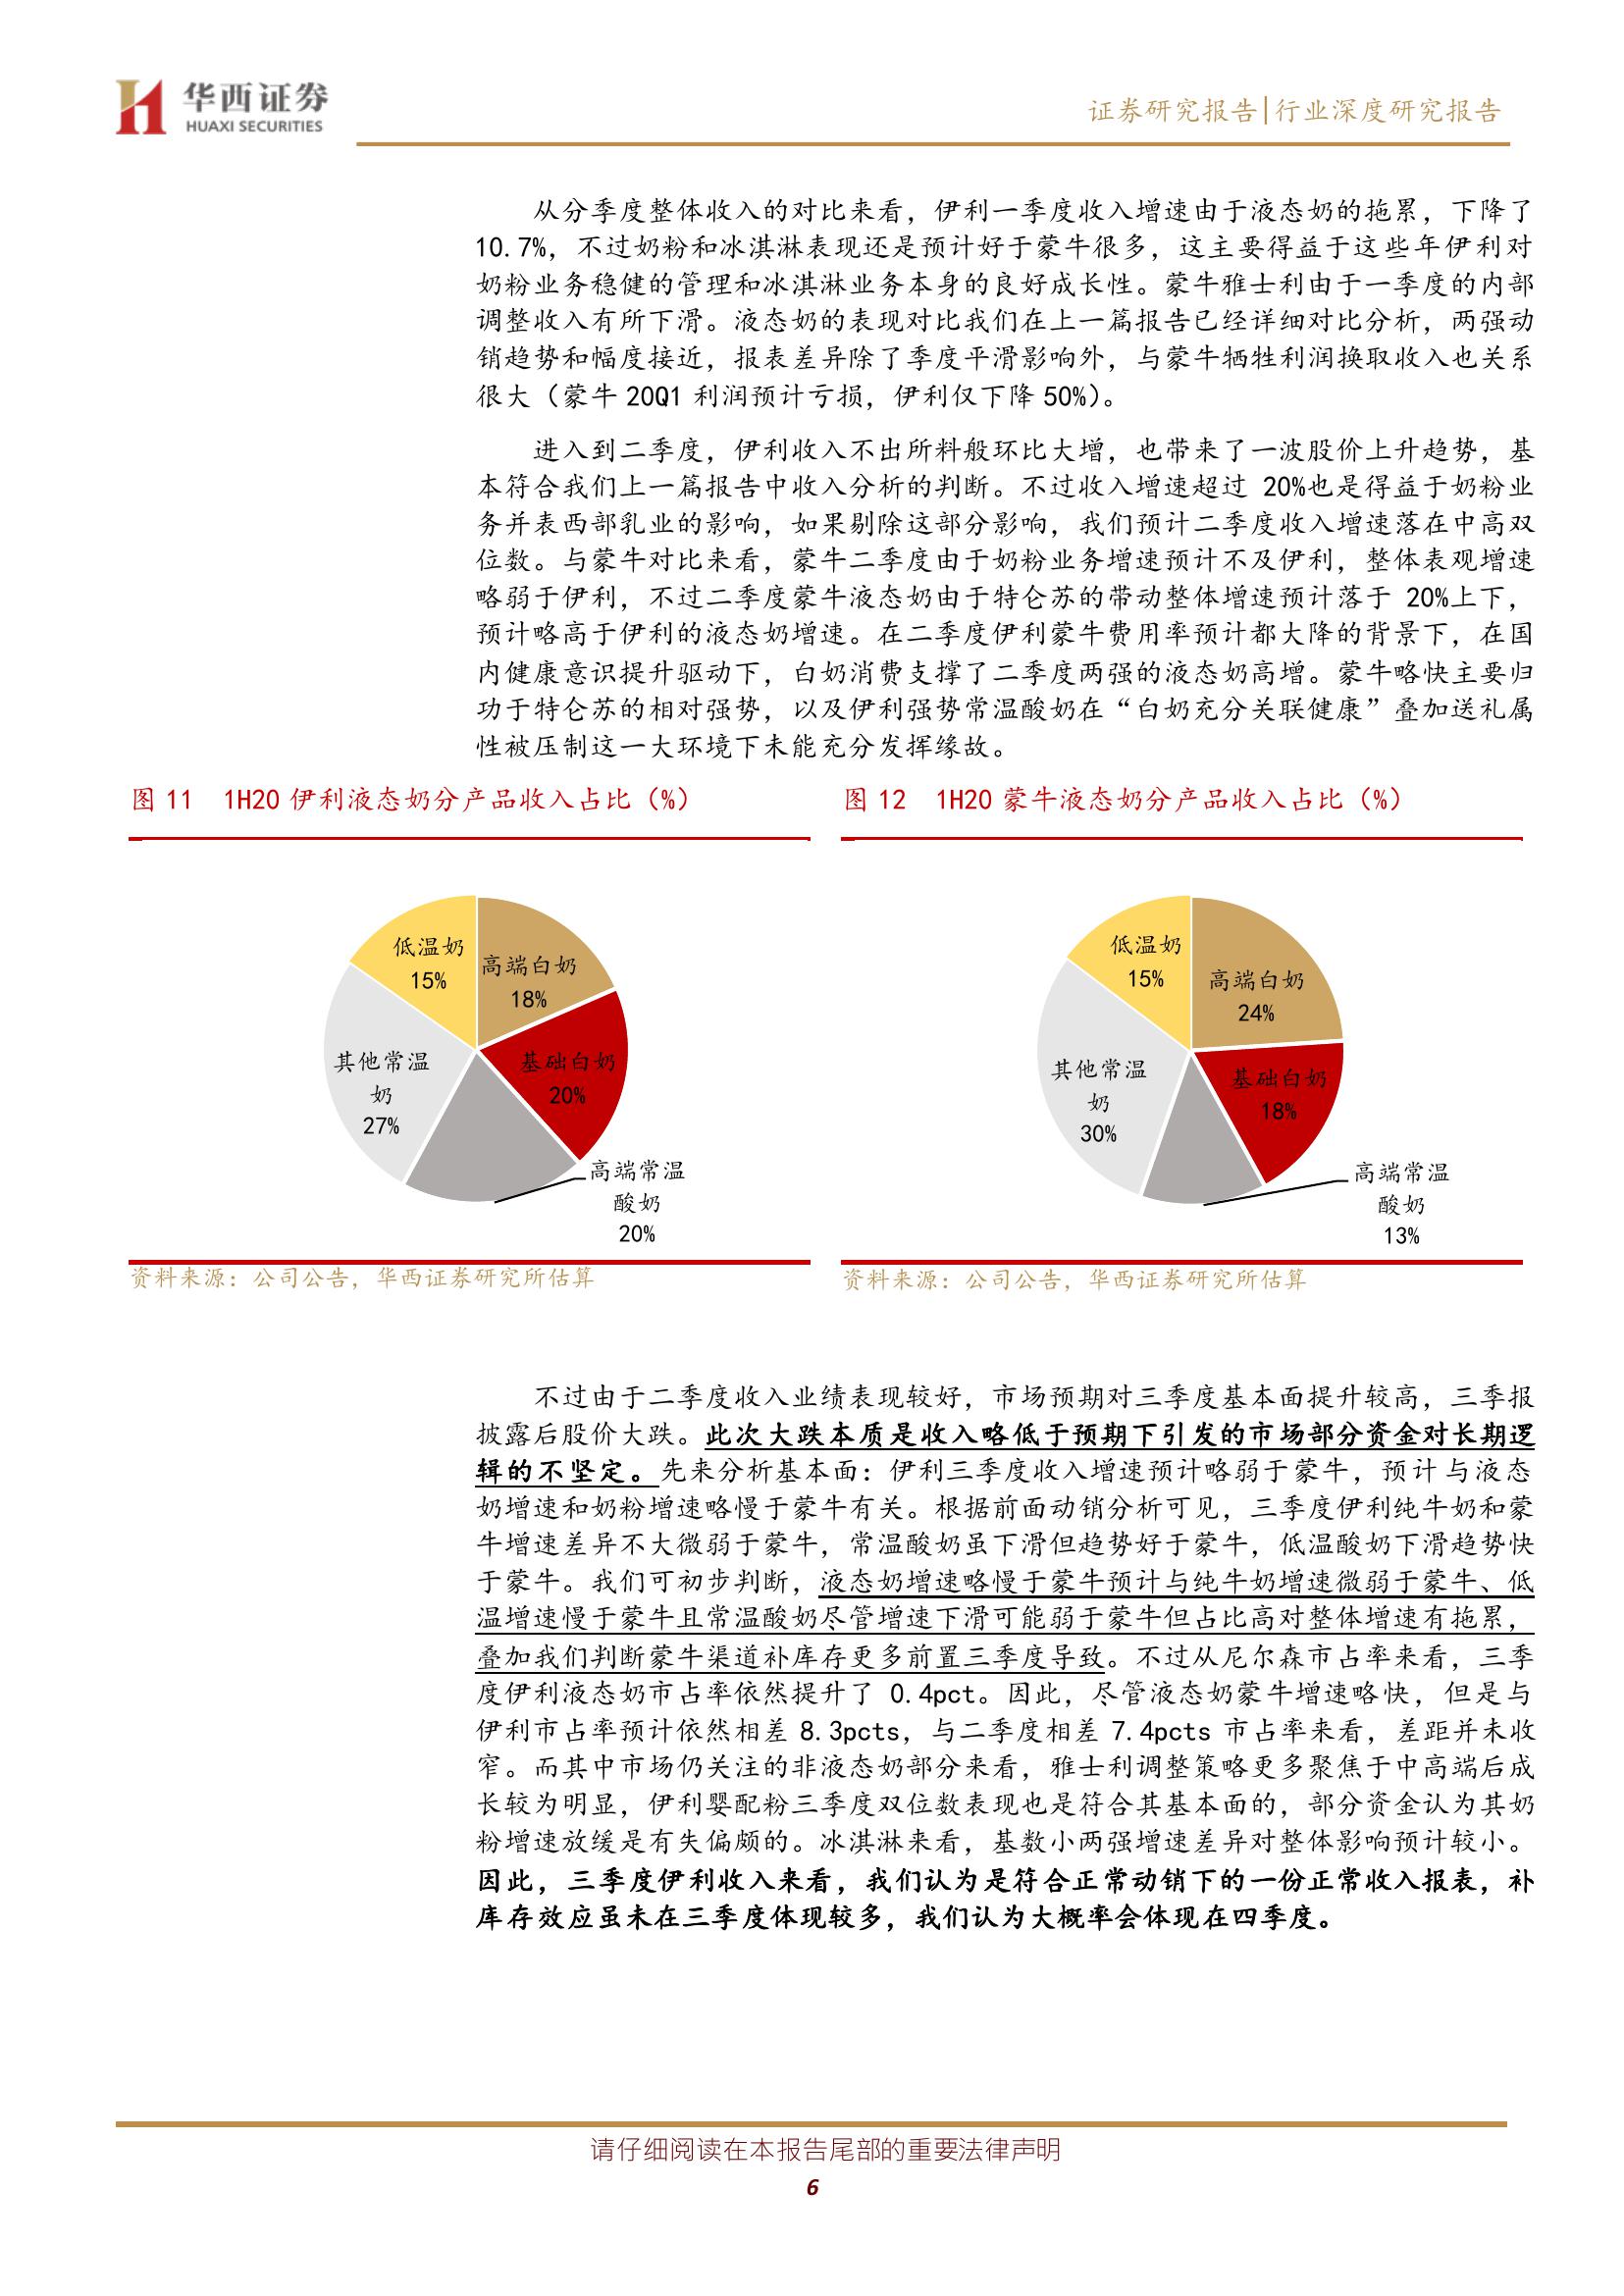 华西证券
HUAXI SECURITIES
证券研究报告|行业深度研究报告
从分季度整体收入的对比来看，伊利一季度收入增速由于液态奶的拖累，下降了
10.7%，不过奶粉和冰淇淋表现还是预计好于蒙牛很多，这主要得益于这些年伊利对
奶粉业务稳健的管理和冰淇淋业务本身的良好成长性。蒙牛雅士利由于一季度的内部
调整收入有所下滑。液态奶的表现对比我们在上一篇报告已经详细对比分析，两强动
销趋势和幅度接近，报表差异除了季度平滑影响外，与蒙牛牺牲利润换取收入也关系
很大（蒙牛 20Q1 利润预计亏损，伊利仅下降 50%）。
进入到二季度，伊利收入不出所料般环比大增，也带来了一波股价上升趋势，基
本符合我们上一篇报告中收入分析的判断。不过收入增速超过 20%也是得益于奶粉业
务并表西部乳业的影响，如果剔除这部分影响，我们预计二季度收入增速落在中高双
位数。与蒙牛对比来看，蒙牛二季度由于奶粉业务增速预计不及伊利，整体表观增速
略弱于伊利，不过二季度蒙牛液态奶由于特仑苏的带动整体增速预计落于 20%上下，
预计略高于伊利的液态奶增速。在二季度伊利蒙牛费用率预计都大降的背景下，在国
内健康意识提升驱动下，白奶消费支撑了二季度两强的液态奶高增。蒙牛略快主要归
功于特仑苏的相对强势，以及伊利强势常温酸奶在“白奶充分关联健康”叠加送礼属
性被压制这一大环境下未能充分发挥缘故。
图 11 1H20 伊利液态奶分产品收入占比（%）
低温奶
15%
高端白奶
18%
基础白奶
20%
其他常温
奶
27%
高端常温
酸奶
20%
资料来源：公司公告，华西证券研究所估算
图 12 1H20 蒙牛液态奶分产品收入占比（%）
低温奶
15%
高端白奶
24%
基础白奶
18%
其他常温
奶
30%
高端常温
酸奶
13%
资料来源：公司公告，华西证券研究所估算
不过由于二季度收入业绩表现较好，市场预期对三季度基本面提升较高，三季报
披露后股价大跌。此次大跌本质是收入略低于预期下引发的市场部分资金对长期逻
辑的不坚定。先来分析基本面：伊利三季度收入增速预计略弱于蒙牛，预计与液态
奶增速和奶粉增速略慢于蒙牛有关。根据前面动销分析可见，三季度伊利纯牛奶和蒙
牛增速差异不大微弱于蒙牛，常温酸奶虽下滑但趋势好于蒙牛，低温酸奶下滑趋势快
于蒙牛。我们可初步判断，液态奶增速略慢于蒙牛预计与纯牛奶增速微弱于蒙牛、低
温增速慢于蒙牛且常温酸奶尽管增速下滑可能弱于蒙牛但占比高对整体增速有拖累，
叠加我们判断蒙牛渠道补库存更多前置三季度导致。不过从尼尔森市占率来看，三季
度伊利液态奶市占率依然提升了 0.4pct。因此，尽管液态奶蒙牛增速略快，但是与
伊利市占率预计依然相差 8.3pcts，与二季度相差 7.4pcts 市占率来看，差距并未收
窄。而其中市场仍关注的非液态奶部分来看，雅士利调整策略更多聚焦于中高端后成
长较为明显，伊利婴配粉三季度双位数表现也是符合其基本面的，部分资金认为其奶
粉增速放缓是有失偏颇的。冰淇淋来看，基数小两强增速差异对整体影响预计较小。
因此，三季度伊利收入来看，我们认为是符合正常动销下的一份正常收入报表，补
库存效应虽未在三季度体现较多，我们认为大概率会体现在四季度。
请仔细阅读在本报告尾部的重要法律声明
6